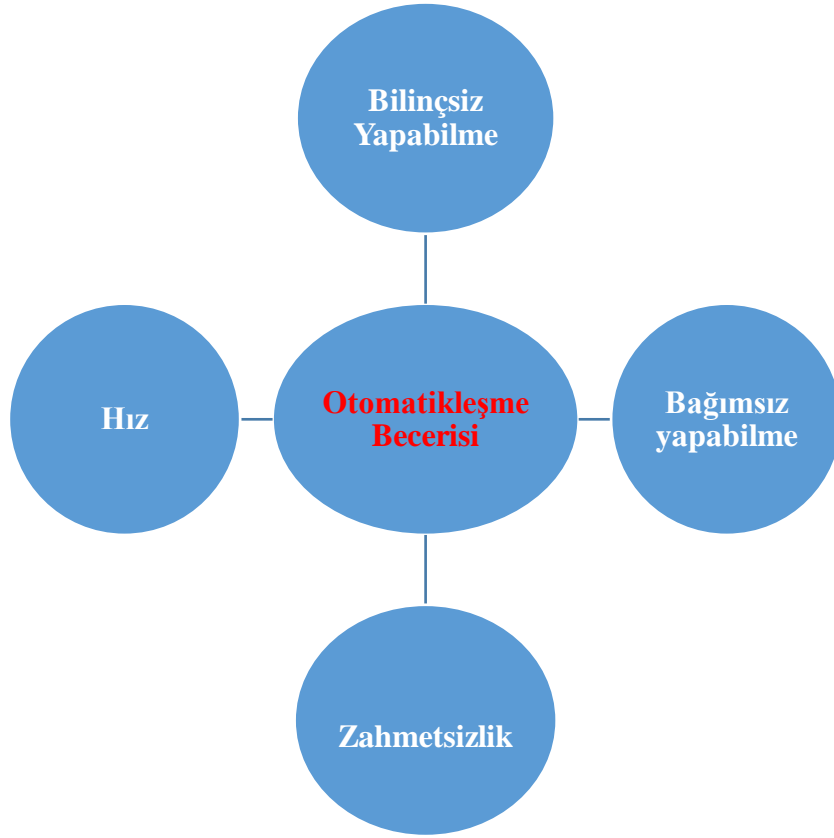 Bilinçsiz
Yapabilme
Hız
Otomatikleşme
Becerisi
Bağımsız
yapabilme
Zahmetsizlik